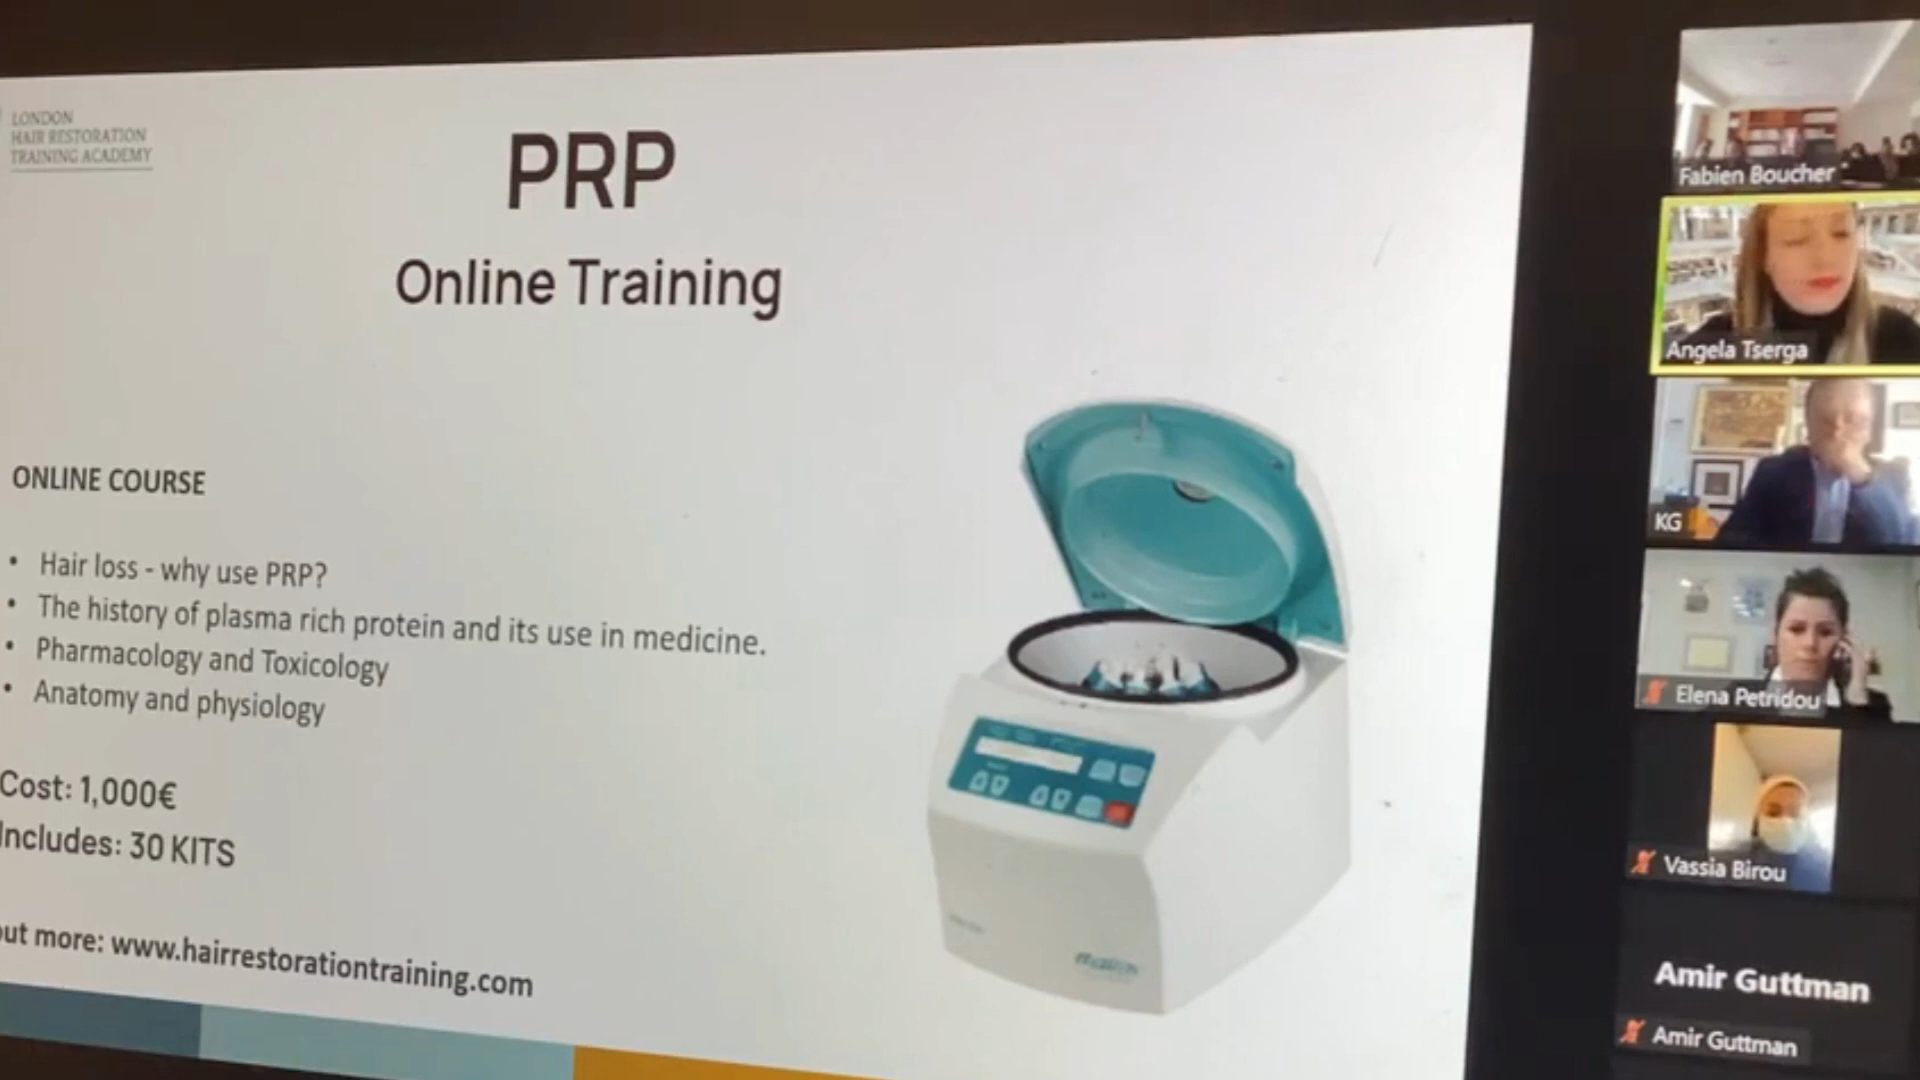 LONDON
HAIR RESTORATION
TRAINING ACADEMY
PRP
Online Training
ONLINE COURSE
• Hair loss - why use PRP?
• The history of plasma rich protein and its use in medicine.
• Pharmacology and Toxicology
• Anatomy and physiology
Cost: 1,000€
Includes: 30 KITS
out more: www.hairrestorationtraining.com
Fabien Boucher
Angela Tserga
KG
Elena Petridou
Vassia Birou
Amir Guttman
Amir Guttman